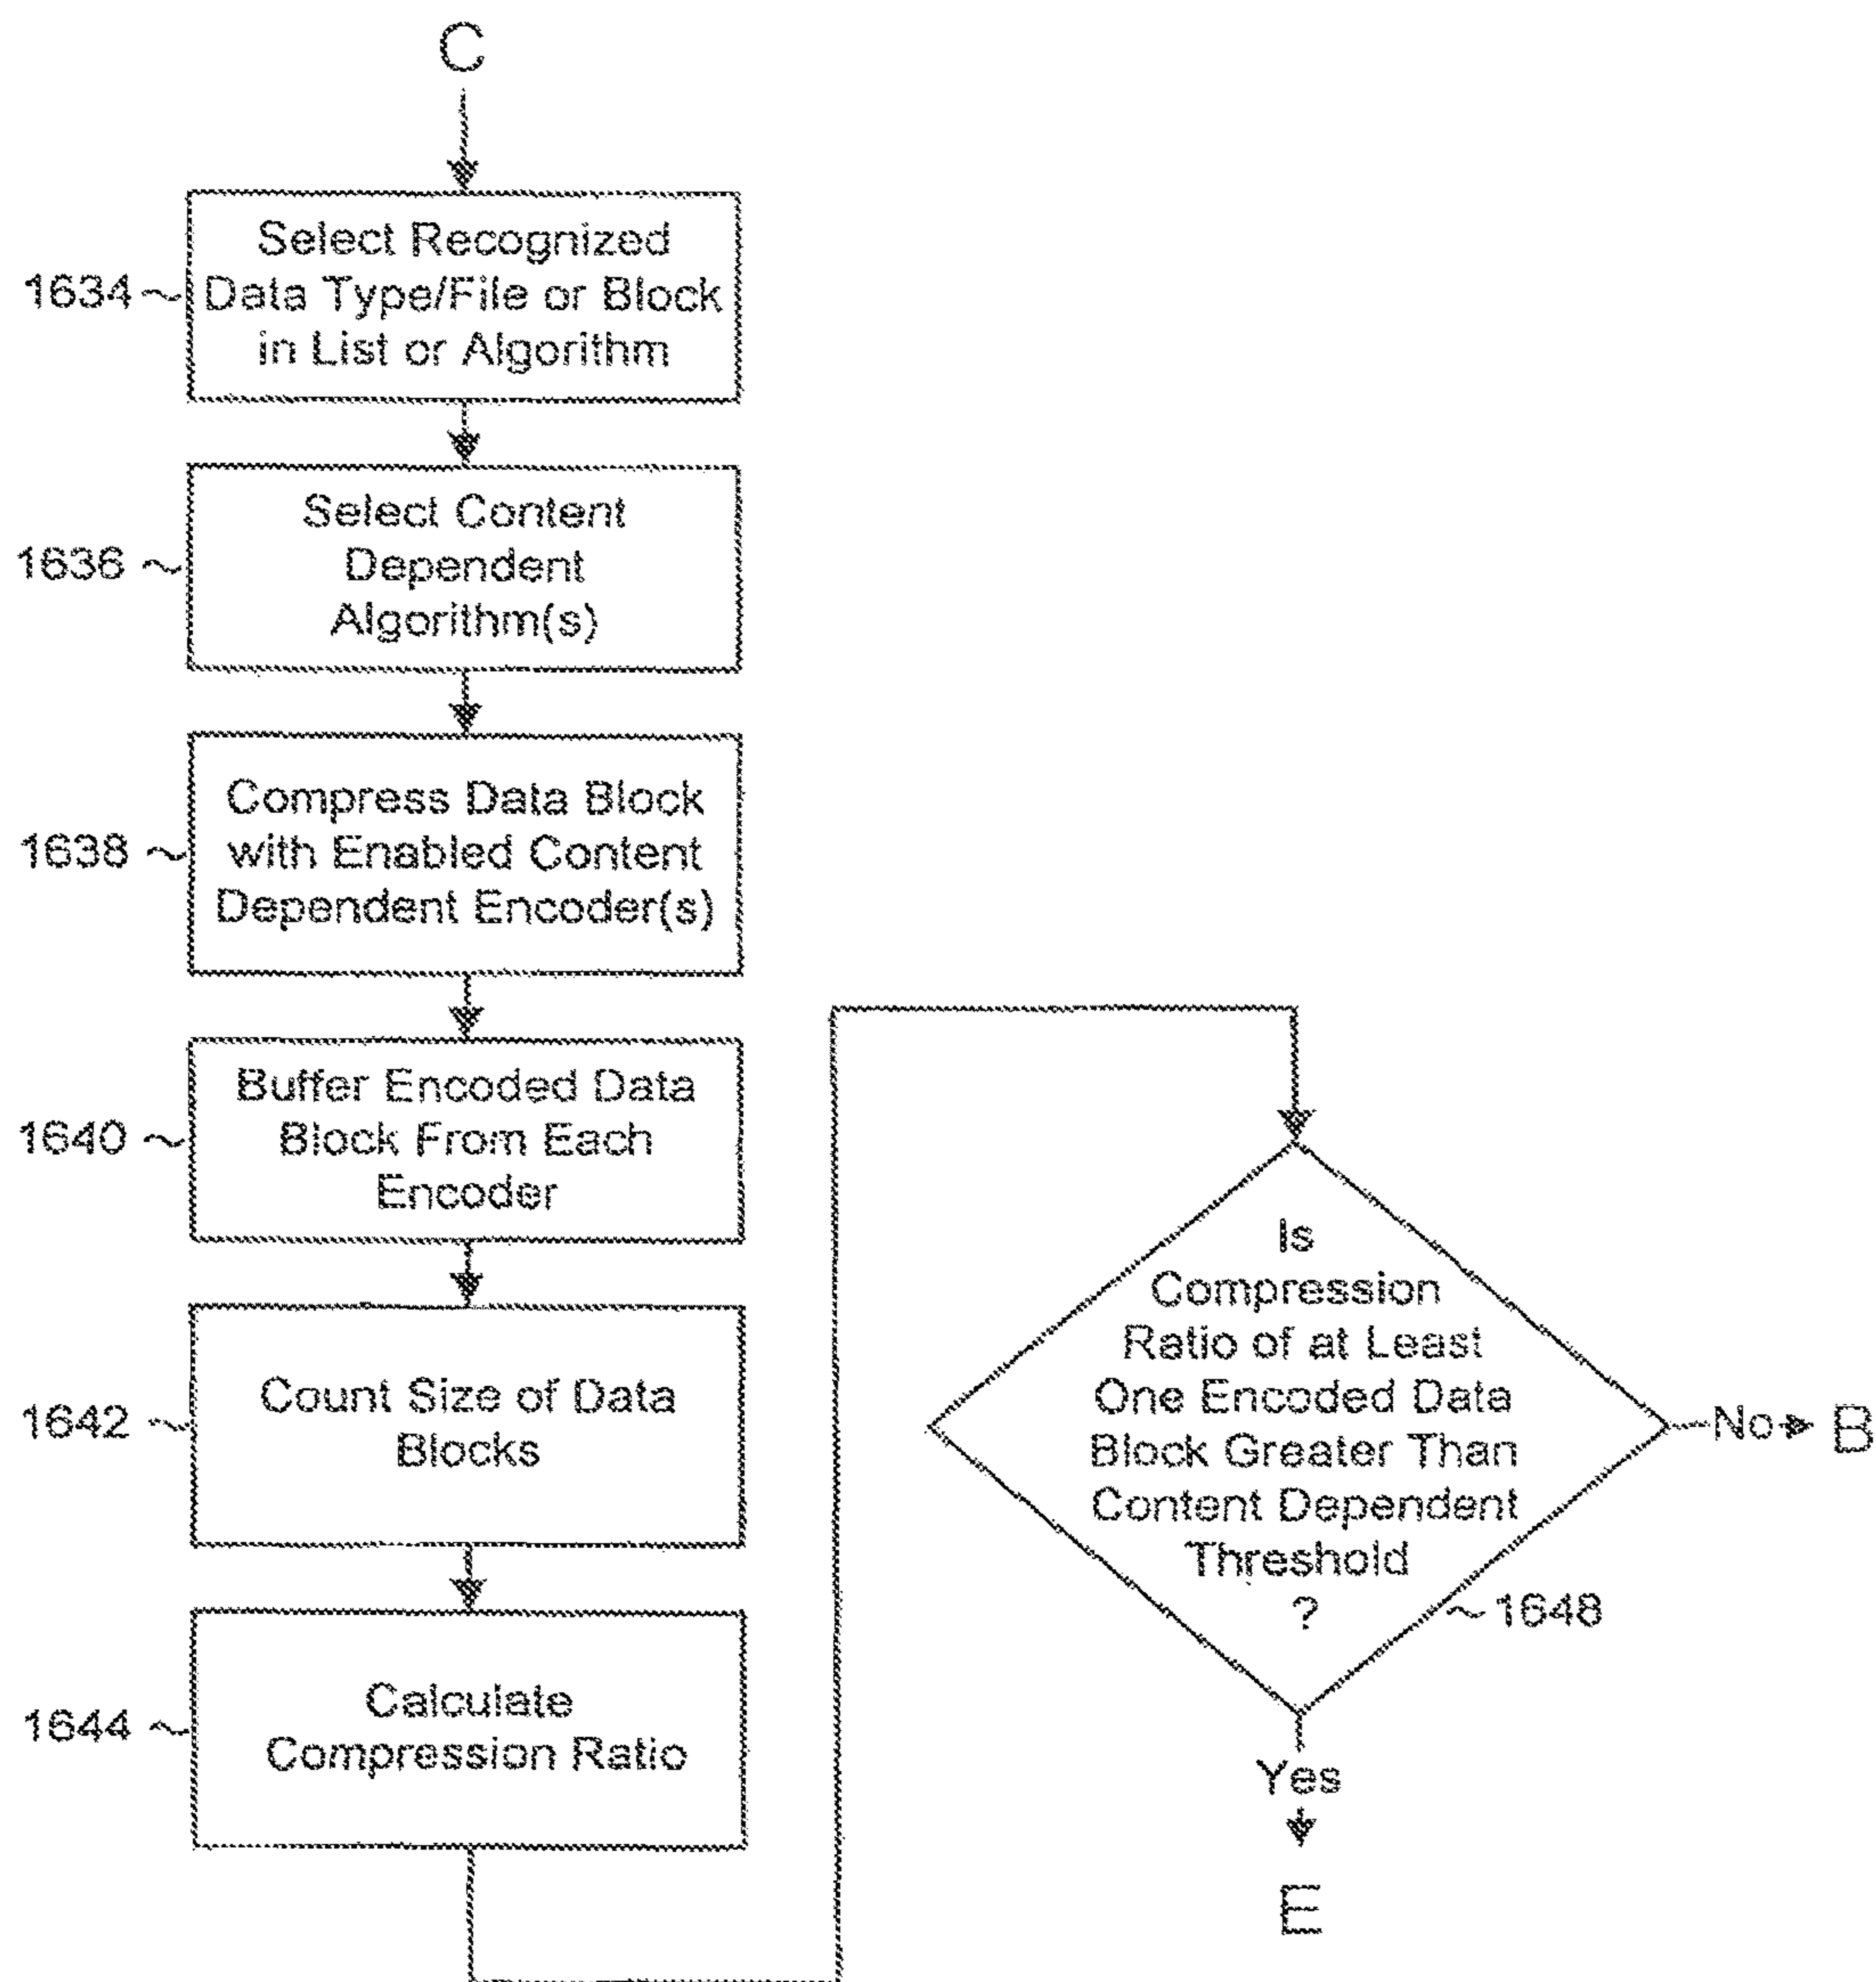 C
1634
Select Recognized
Data Type/File or Block
in List or Algorithm
1636
Select Content
Dependent
Algorithm(s)
1638
Compress Data Block
with Enabled Content
Dependent Encoder(s)
1640
Buffer Encoded Data
Block From Each
Encoder
1642
Count Size of Data
Blocks
1644
Calculate
Compression Ratio
Is
Compression
Ratio of at Least
One Encoded Data
Block Greater Than
Content Dependent
Threshold
?
1648
No
B
Yes
E